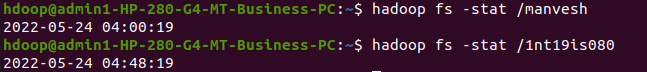 hdoop@admin1-HP-280-G4-MT-Business-PC:~$ hadoop fs -stat /manvesh
2022-05-24 04:00:19
hdoop@admin1-HP-280-G4-MT-Business-PC:~$ hadoop fs -stat /1nt19is080
2022-05-24 04:48:19